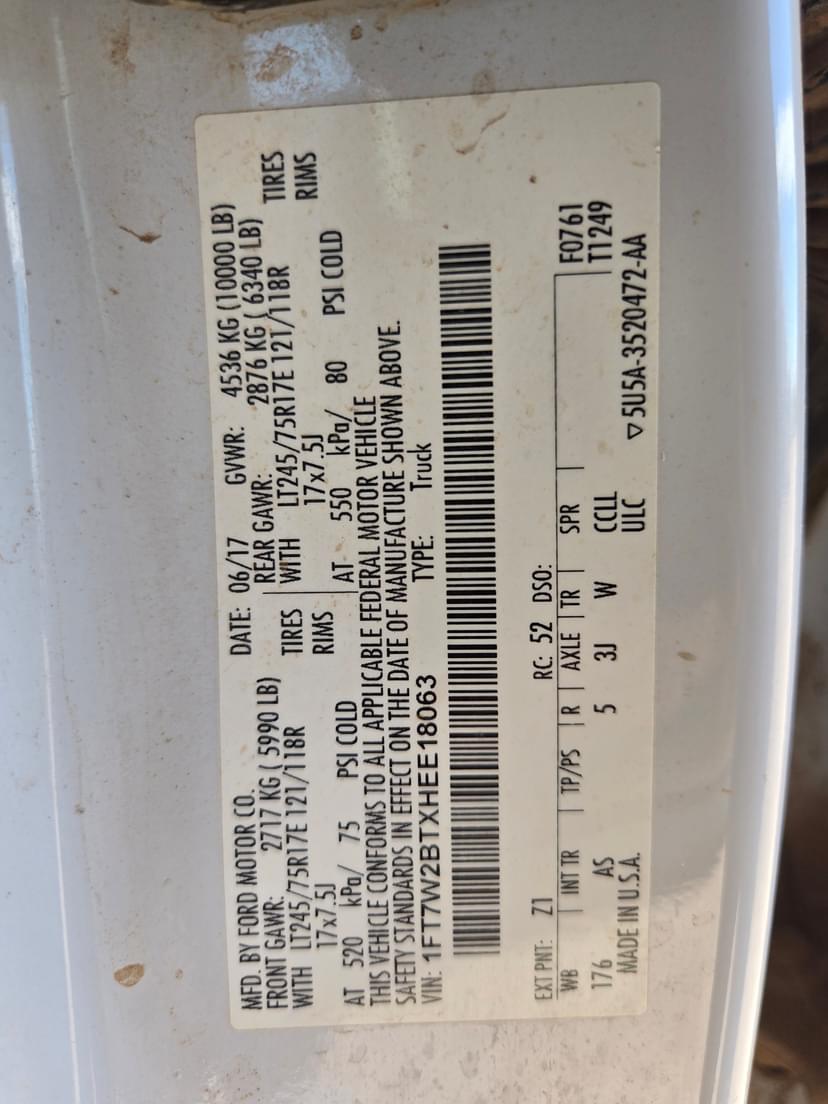 MFD. BY FORD MOTOR CO.
DATE: 06/17 GVWR: 4536 KG (10000 LB)
FRONT GAWR: 2717 KG ( 5990 LB)
REAR GAWR: 2876 KG ( 6340 LB)
WITH LT245/75R17E 121/118R TIRES
WITH LT245/75R17E 121/118R TIRES
17x7.5J RIMS
17x7.5J RIMS
AT 520 kPa/ 75 PSI COLD
AT 550 kPa/ 80 PSI COLD
THIS VEHICLE CONFORMS TO ALL APPLICABLE FEDERAL MOTOR VEHICLE
SAFETY STANDARDS IN EFFECT ON THE DATE OF MANUFACTURE SHOWN ABOVE.
VIN: 1FT7W2BTXHEE18063 TYPE: Truck
EXT PNT: Z1 RC: 52 DSO:
WB | INT TR | TP/PS | R | AXLE | TR | SPR F0761
176 AS 5 3J W CCLL T1249
MADE IN U.S.A. ULC ▽5U5A-3520472-AA